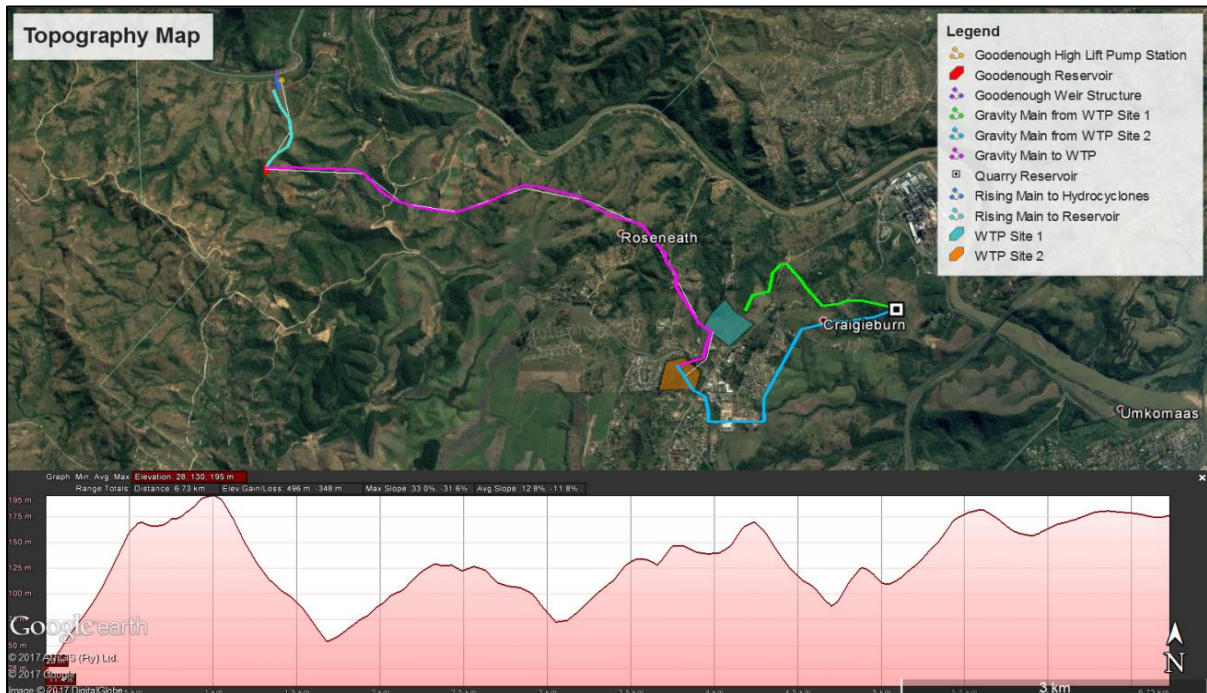 Topography Map
Legend
Goodenough High Lift Pump Station
Goodenough Reservoir
Goodenough Weir Structure
Gravity Main from WTP Site 1
Gravity Main from WTP Site 2
Gravity Main to WTP
Quarry Reservoir
Rising Main to Hydrocyclones
Rising Main to Reservoir
WTP Site 1
WTP Site 2
Roseneath
Craigieburn
Umkomaas
Graph: Min, Avg, Max Elevation: 28, 130, 195 m
Range Totals: Distance: 6.73 km Elev Gain/Loss: 496 m, -348 m Max Slope: 33.0%, -31.6% Avg Slope: 12.8%, -11.8%
195 m
175 m
150 m
125 m
100 m
75 m
50 m
28 m
Google earth
© 2017 AfriGIS (Pty) Ltd.
© 2017 Google
Image © 2017 DigitalGlobe
N
3 km